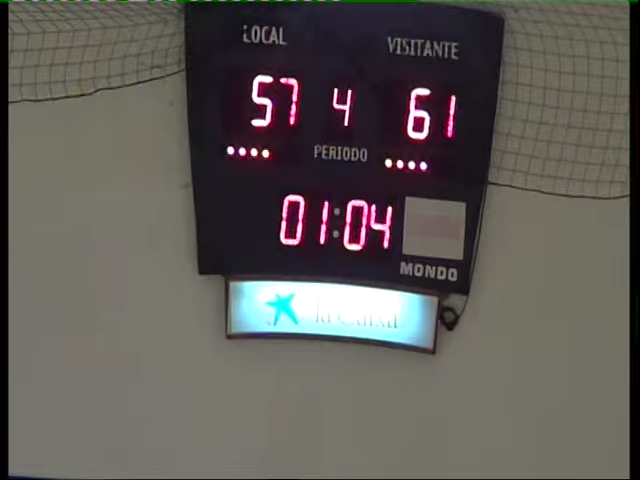 LOCAL VISITANTE
57 4 61
PERIODO
01:04
MONDO
la Caixa